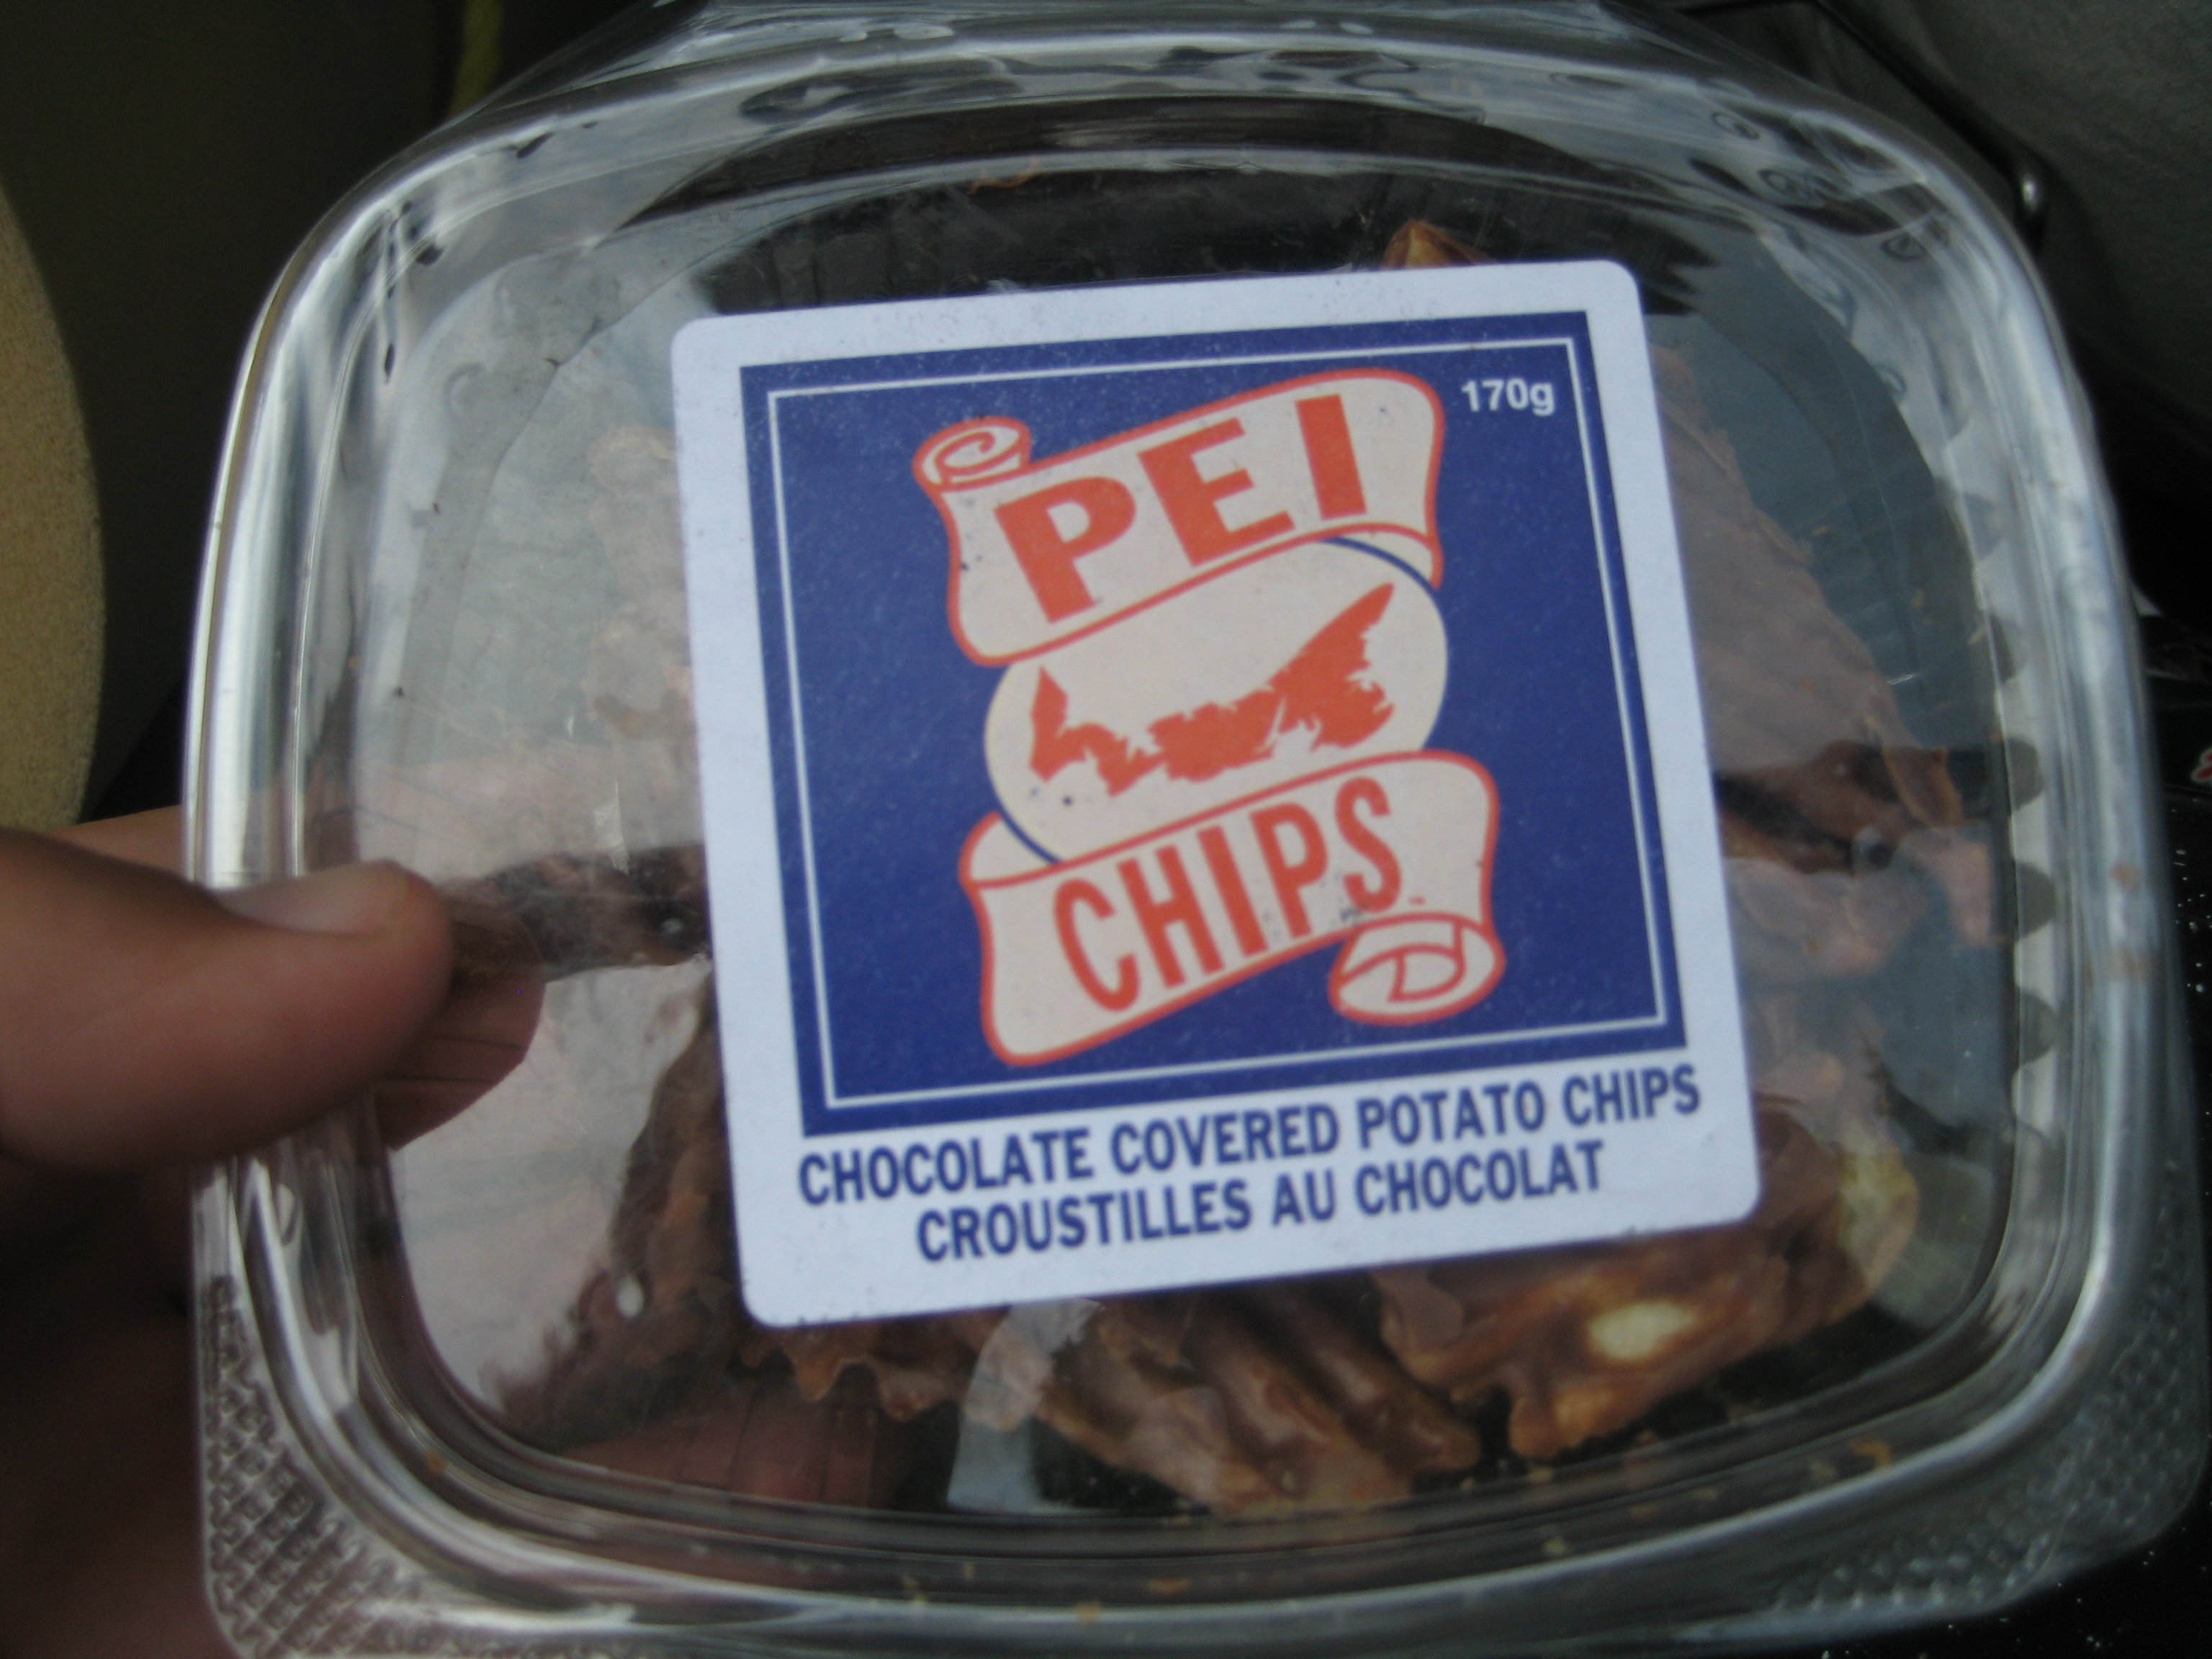 170g
PEI
CHIPS
CHOCOLATE COVERED POTATO CHIPS
CROUSTILLES AU CHOCOLAT